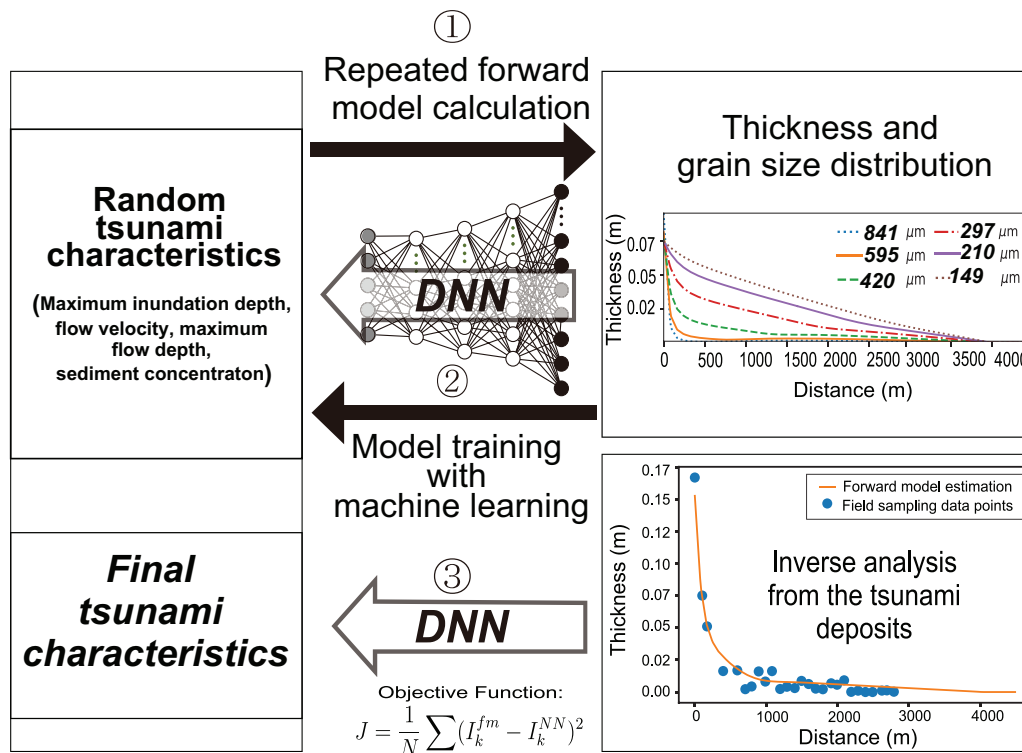 ①
Repeated forward
model calculation
Random
tsunami
characteristics
(Maximum inundation depth,
flow velocity, maximum
flow depth,
sediment concentraton)
DNN
②
Model training
with
machine learning
Thickness and
grain size distribution
841 μm
297 μm
595 μm
210 μm
420 μm
149 μm
Thickness (m)
0.07
0.05
0.02
0 500 1000 1500 2000 2500 3000 3500 4000
Distance (m)
Final
tsunami
characteristics
③
DNN
Objective Function:
J = \frac{1}{N} \sum (I_k^{fm} - I_k^{NN})^2
Forward model estimation
Field sampling data points
Inverse analysis
from the tsunami
deposits
Thickness (m)
0.17
0.15
0.10
0.07
0.05
0.02
0.00
0 1000 2000 3000 4000
Distance (m)